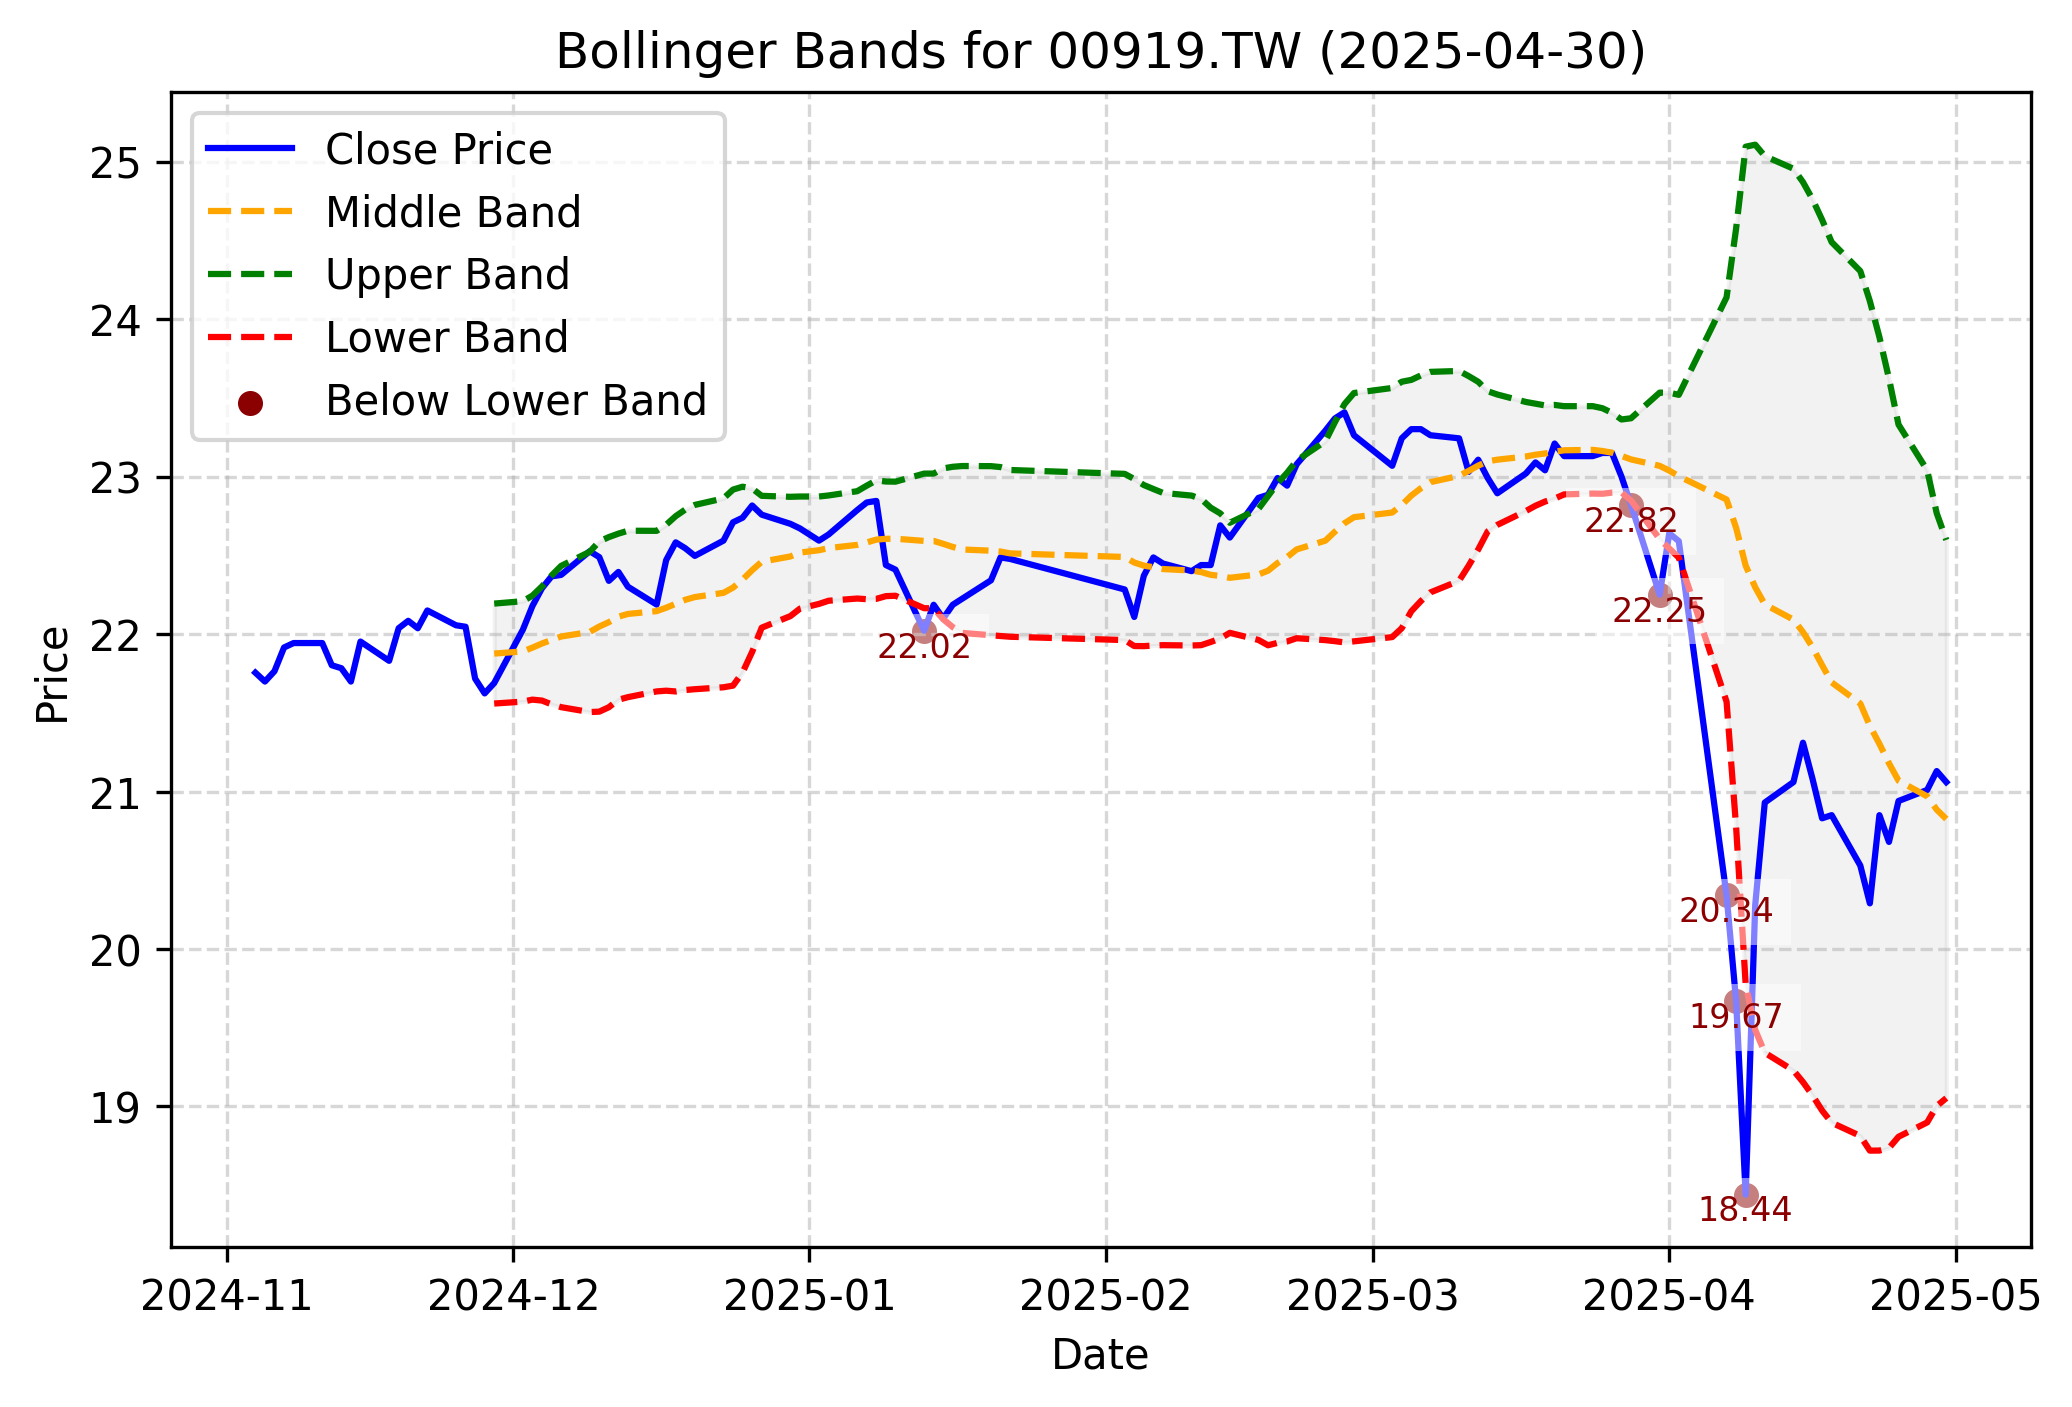 Bollinger Bands for 00919.TW (2025-04-30)
Close Price
Middle Band
Upper Band
Lower Band
Below Lower Band
25
24
23
22
21
20
19
Price
22.02
22.82
22.25
20.34
19.67
18.44
2024-11
2024-12
2025-01
2025-02
2025-03
2025-04
2025-05
Date